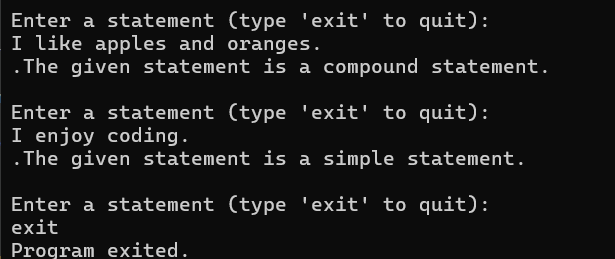 Enter a statement (type 'exit' to quit):
I like apples and oranges.
.The given statement is a compound statement.
Enter a statement (type 'exit' to quit):
I enjoy coding.
.The given statement is a simple statement.
Enter a statement (type 'exit' to quit):
exit
Program exited.